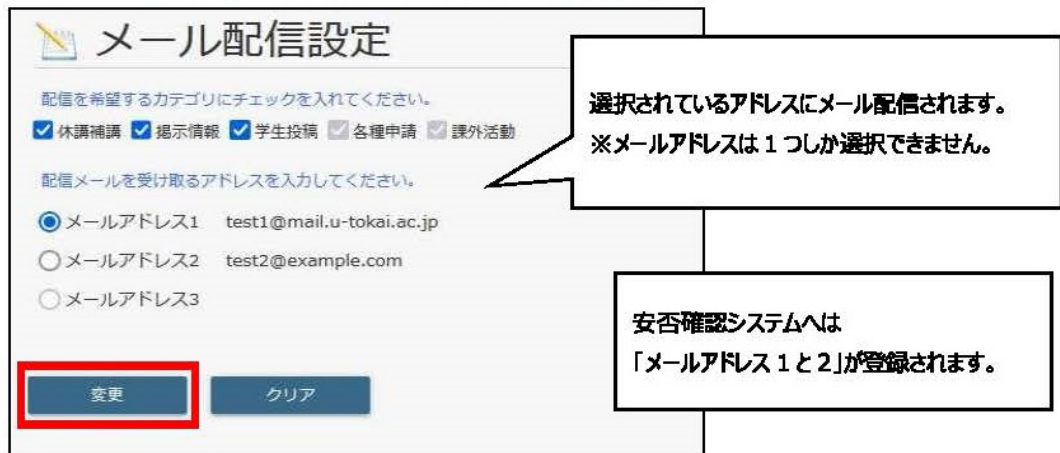 メール配信設定
配信を希望するカテゴリにチェックを入れてください。
休講補講 掲示情報 学生投稿 各種申請 課外活動
配信メールを受け取るアドレスを入力してください。
メールアドレス1 test1@mail.u-tokai.ac.jp
メールアドレス2 test2@example.com
メールアドレス3
変更 クリア
選択されているアドレスにメール配信されます。
※メールアドレスは1つしか選択できません。
安否確認システムへは
「メールアドレス1と2」が登録されます。